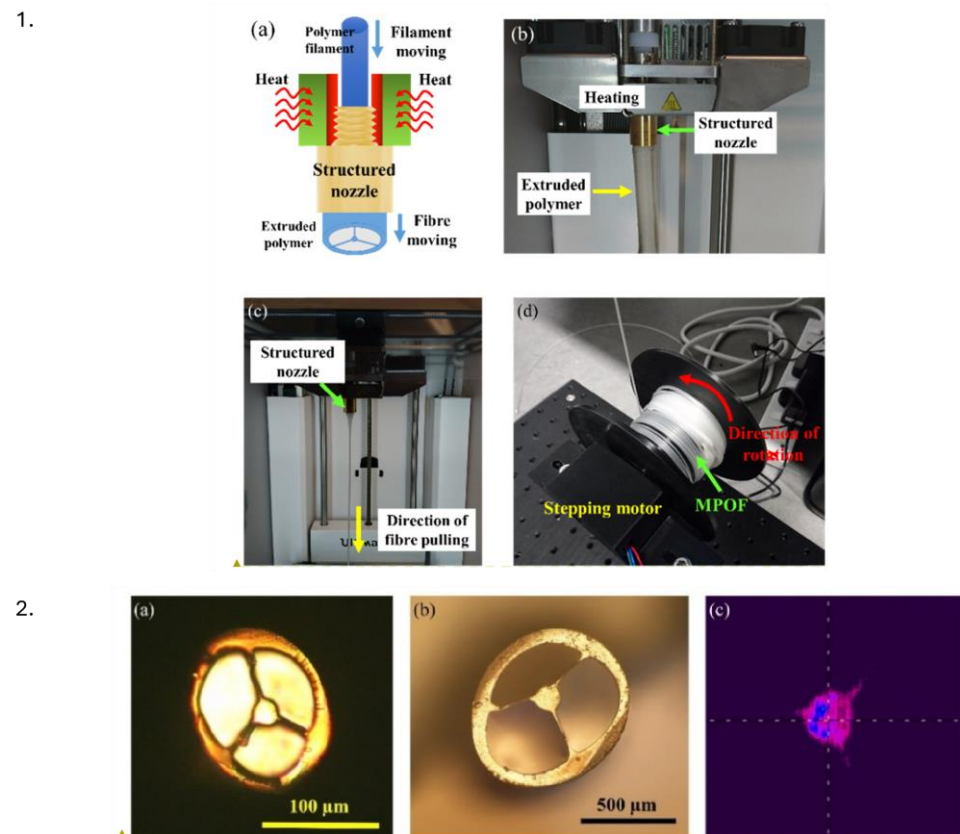 1.
(a)
Polymer
filament
Filament
moving
Heat
Heat
Structured
nozzle
Extruded
polymer
Fibre
moving
(b)
Heating
Structured
nozzle
Extruded
polymer
(c)
Structured
nozzle
Direction of
fibre pulling
(d)
Direction of
rotation
MPOF
Stepping motor
2.
(a)
100 µm
(b)
500 µm
(c)